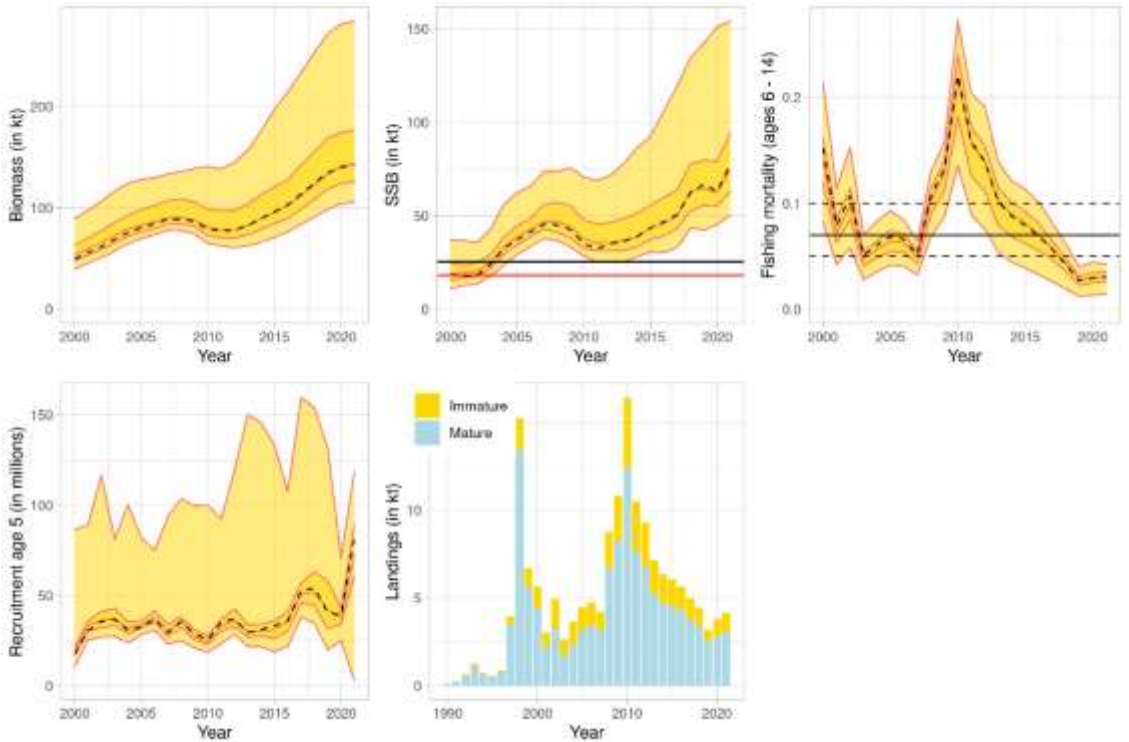 Biomass (in kt)
200
100
0
2000 2005 2010 2015 2020
Year
SSB (in kt)
150
100
50
0
2000 2005 2010 2015 2020
Year
Fishing mortality (ages 6 - 14)
0.2
0.1
0.0
2000 2005 2010 2015 2020
Year
Recruitment age 5 (in millions)
150
100
50
0
2000 2005 2010 2015 2020
Year
Landings (in kt)
Immature
Mature
10
5
0
1990 2000 2010 2020
Year